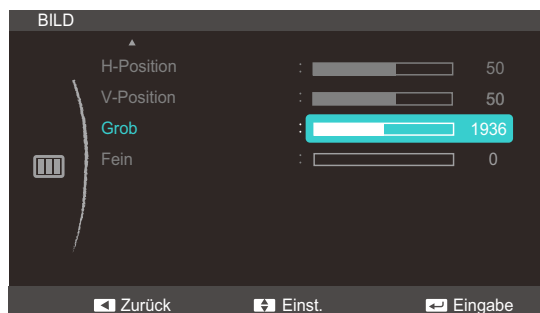 BILD
H-Position : 50
V-Position : 50
Grob : 1936
Fein : 0
Zurück Einst. Eingabe